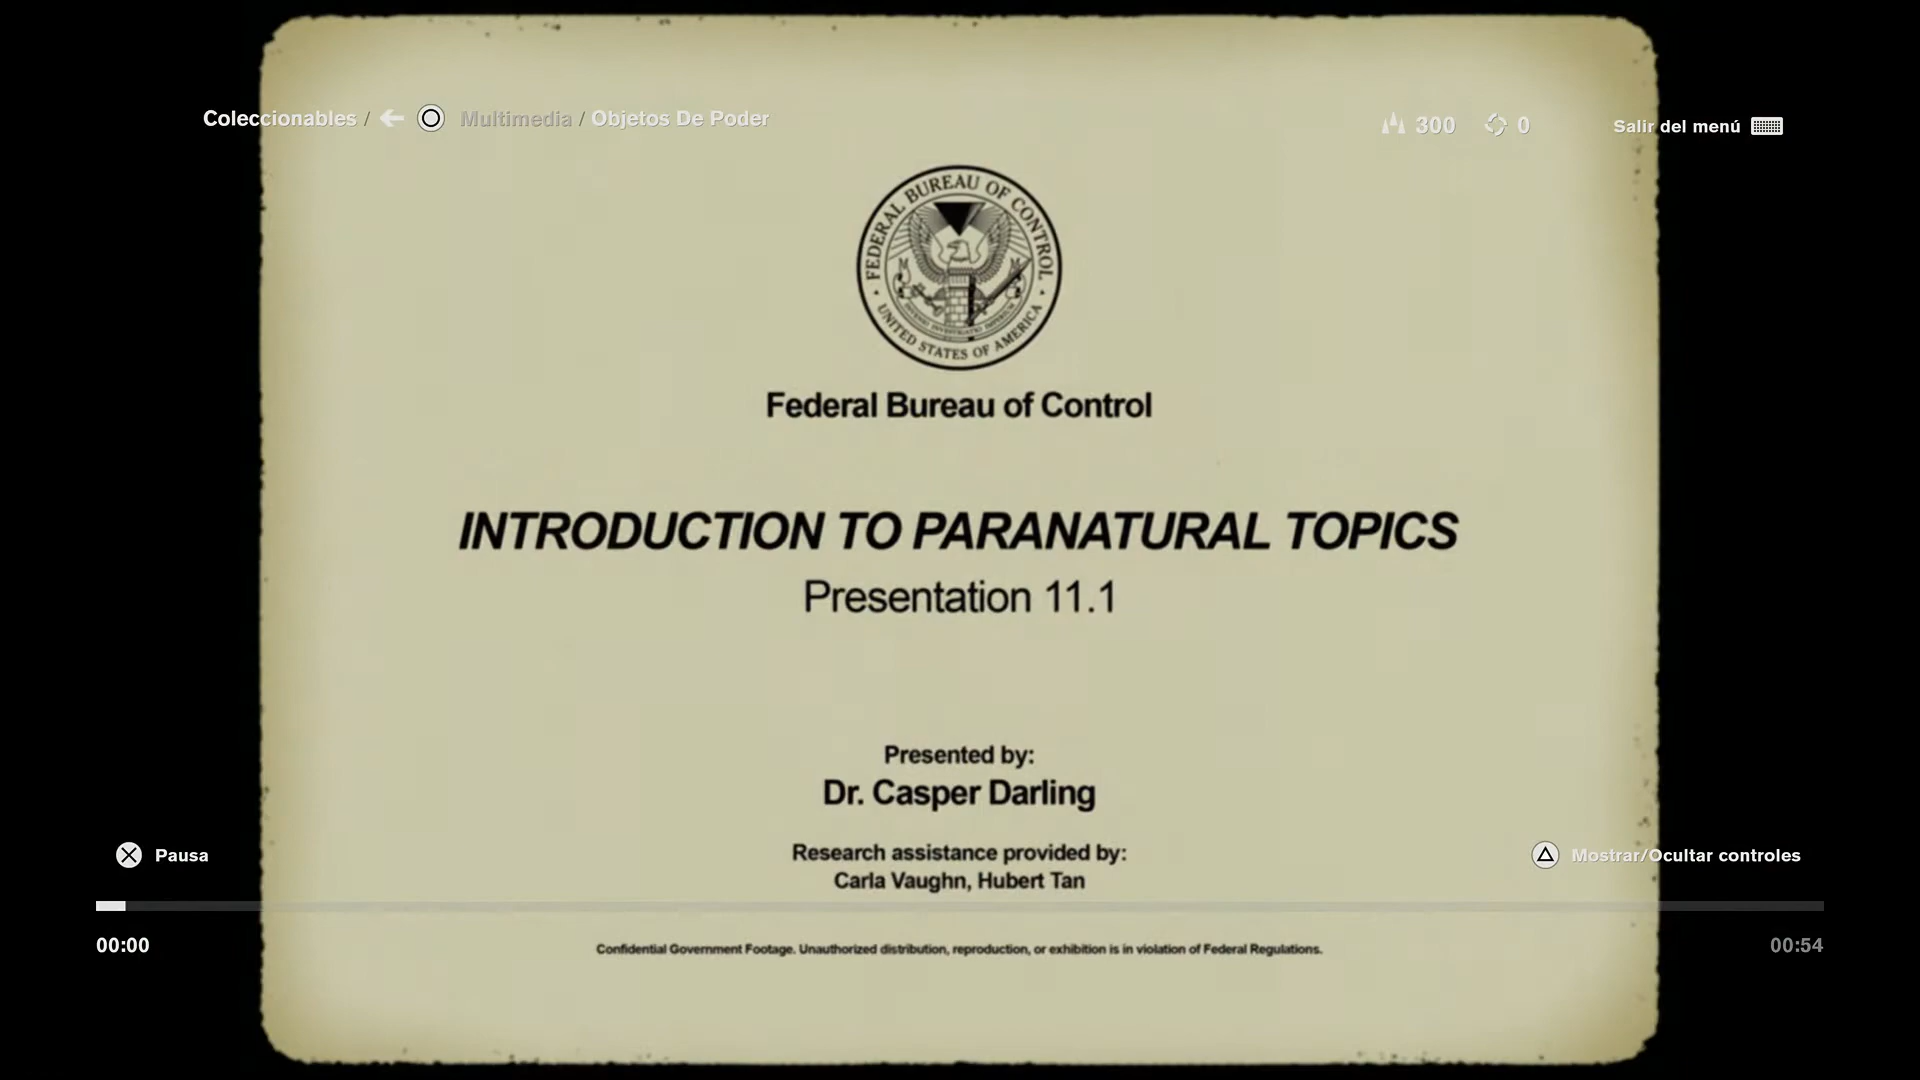 Coleccionables / Multimedia / Objetos De Poder
300 0
Salir del menú
FEDERAL BUREAU OF CONTROL
UNITED STATES OF AMERICA
Federal Bureau of Control
INTRODUCTION TO PARANATURAL TOPICS
Presentation 11.1
Presented by:
Dr. Casper Darling
Pausa
Mostrar/Ocultar controles
Research assistance provided by:
Carla Vaughn, Hubert Tan
00:00
00:54
Confidential Government Footage. Unauthorized distribution, reproduction, or exhibition is in violation of Federal Regulations.